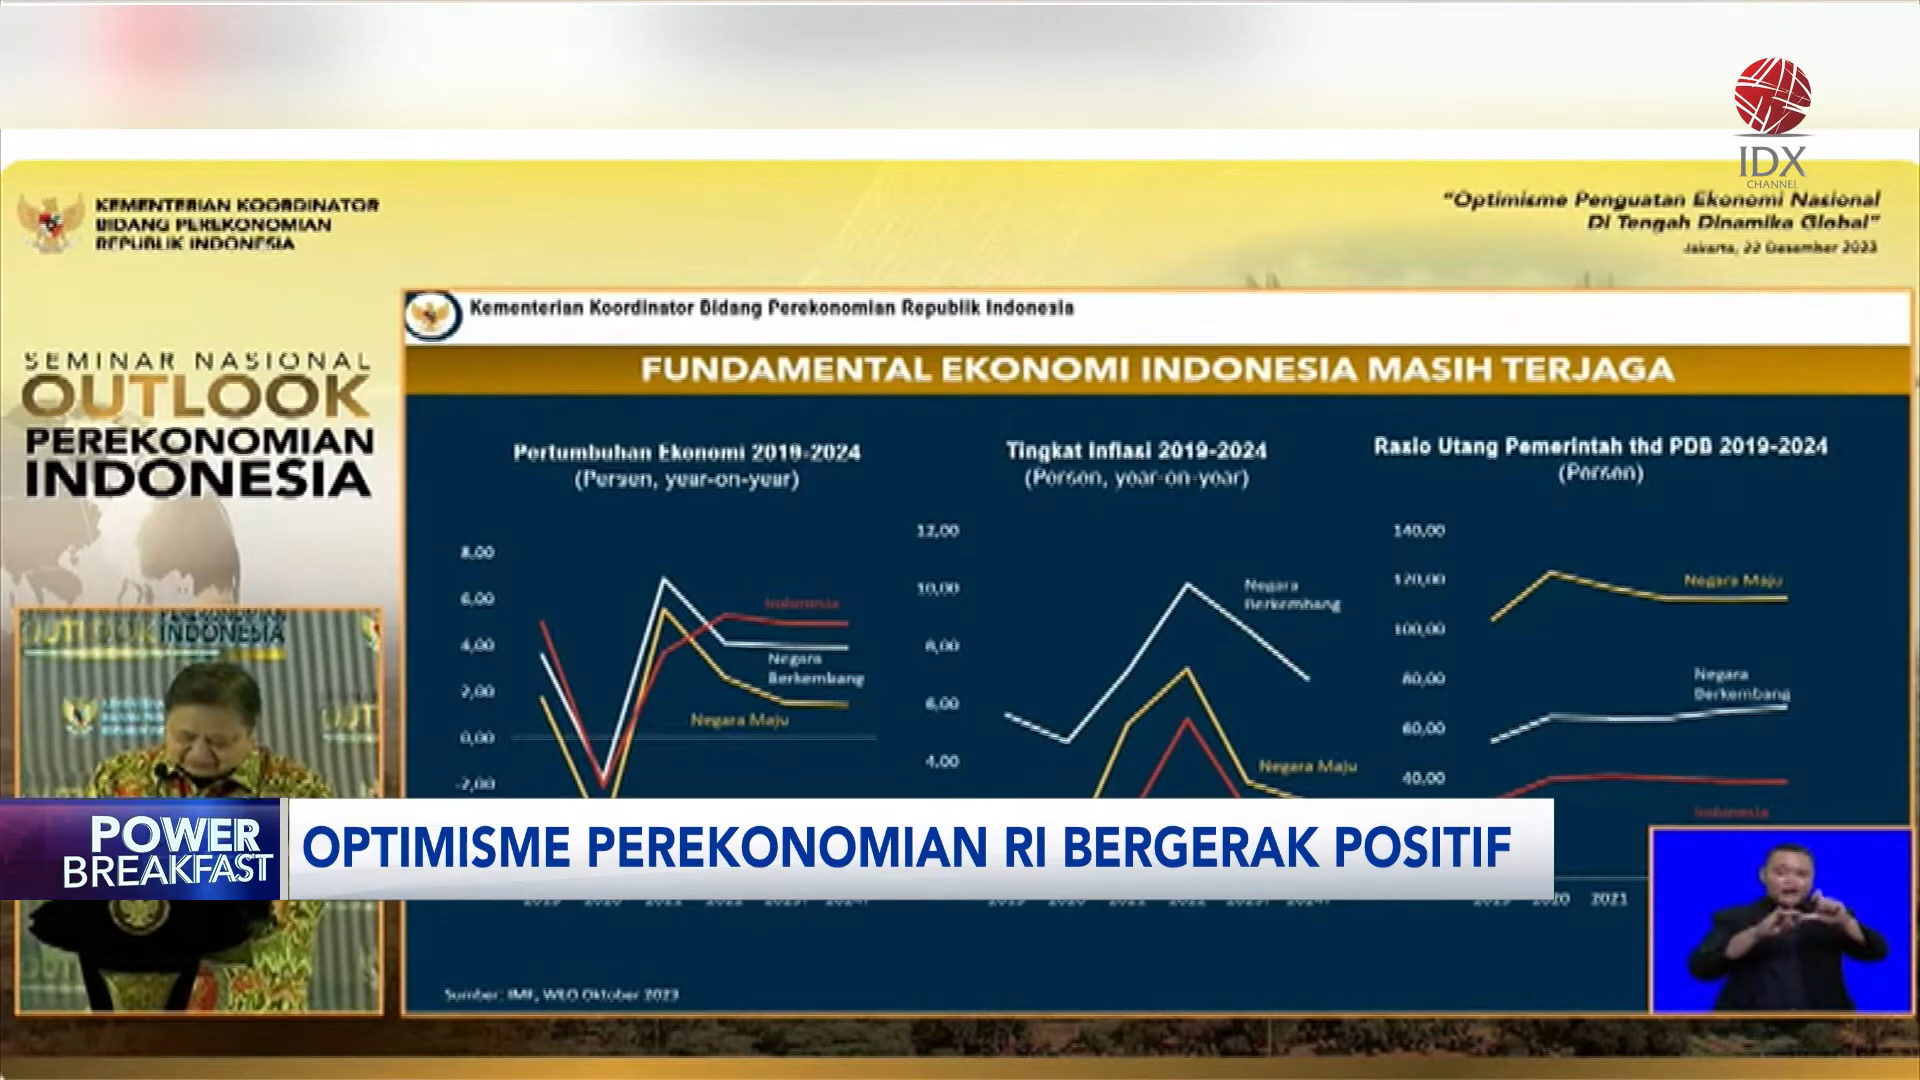 IDX
CHANNEL
KEMENTERIAN KOORDINATOR
BIDANG PEREKONOMIAN
REPUBLIK INDONESIA
"Optimisme Penguatan Ekonomi Nasional
Di Tengah Dinamika Global"
Jakarta, 22 Desember 2023
SEMINAR NASIONAL
OUTLOOK
PEREKONOMIAN
INDONESIA
Kementerian Koordinator Bidang Perekonomian Republik Indonesia
FUNDAMENTAL EKONOMI INDONESIA MASIH TERJAGA
Pertumbuhan Ekonomi 2019-2024
(Persen, year-on-year)
8,00
6,00
4,00
2,00
0,00
-2,00
Indonesia
Negara
Berkembang
Negara Maju
Tingkat Inflasi 2019-2024
(Persen, year-on-year)
12,00
10,00
8,00
6,00
4,00
Negara
Berkembang
Negara Maju
Rasio Utang Pemerintah thd PDB 2019-2024
(Persen)
140,00
120,00
100,00
80,00
60,00
40,00
Negara Maju
Negara
Berkembang
Indonesia
2021
Sumber: IMF, WEO Oktober 2023
OUTLOOK INDONESIA
POWER
BREAKFAST
OPTIMISME PEREKONOMIAN RI BERGERAK POSITIF